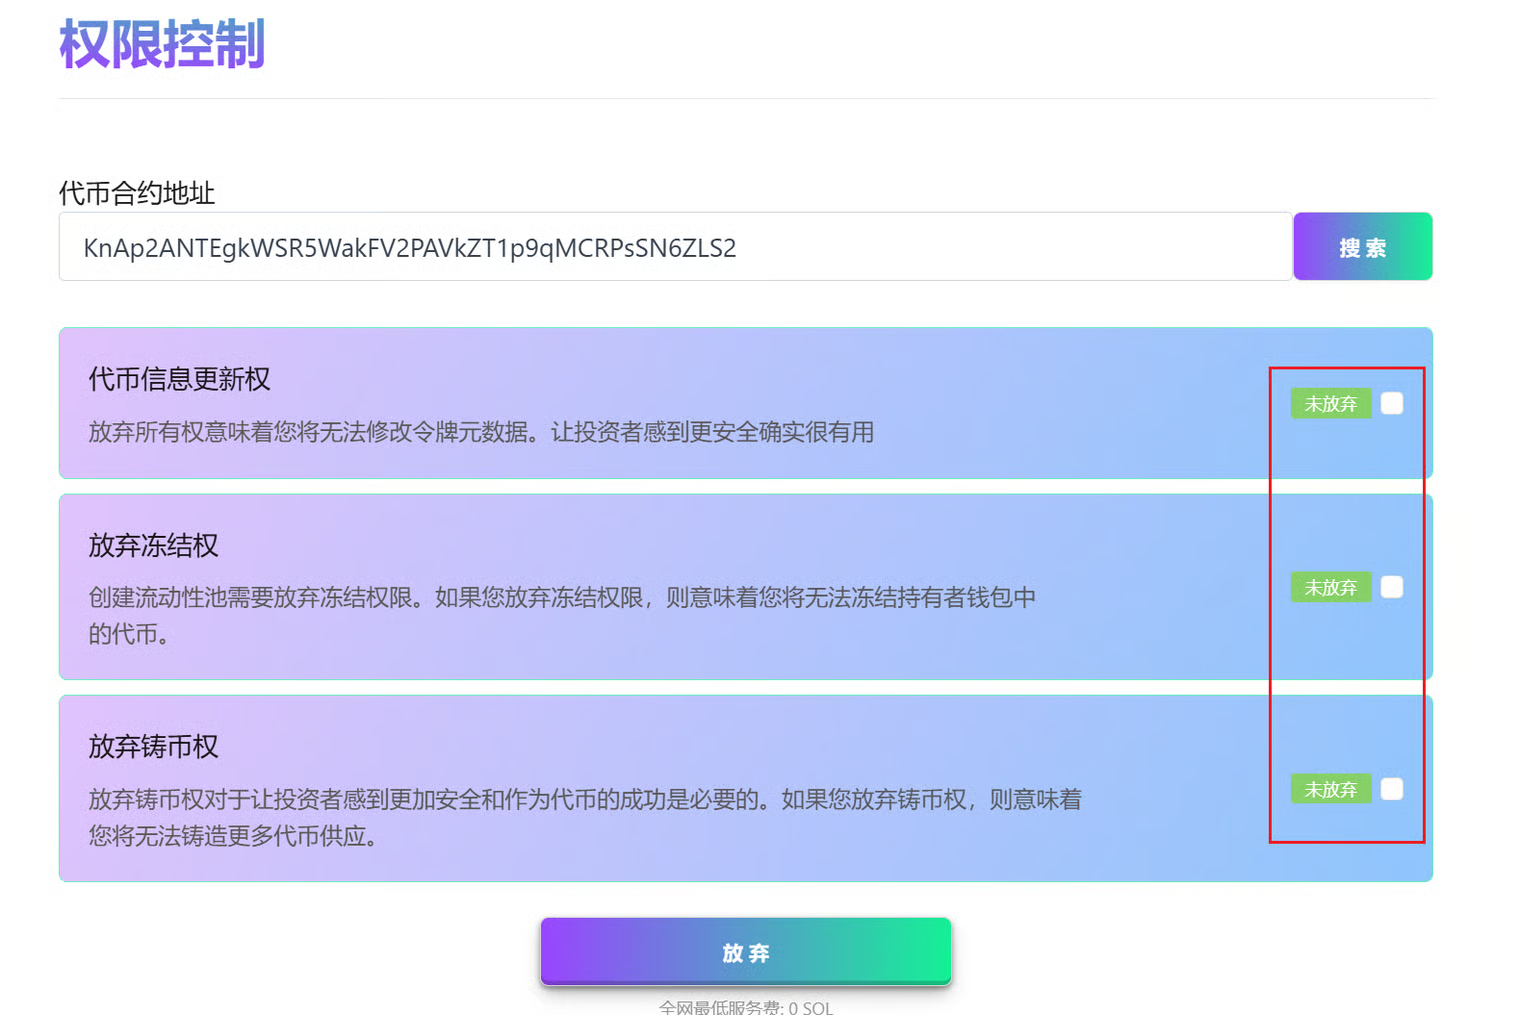 权限控制
代币合约地址
KnAp2ANTEgkWSR5WakFV2PAVkZT1p9qMCRPsSN6ZLS2
搜 索
代币信息更新权
放弃所有权意味着您将无法修改令牌元数据。让投资者感到更安全确实很有用
未放弃
放弃冻结权
创建流动性池需要放弃冻结权限。如果您放弃冻结权限，则意味着您将无法冻结持有者钱包中
的代币。
未放弃
放弃铸币权
放弃铸币权对于让投资者感到更加安全和作为代币的成功是必要的。如果您放弃铸币权，则意味着
您将无法铸造更多代币供应。
未放弃
放 弃
全网最低服务费: 0 SOL